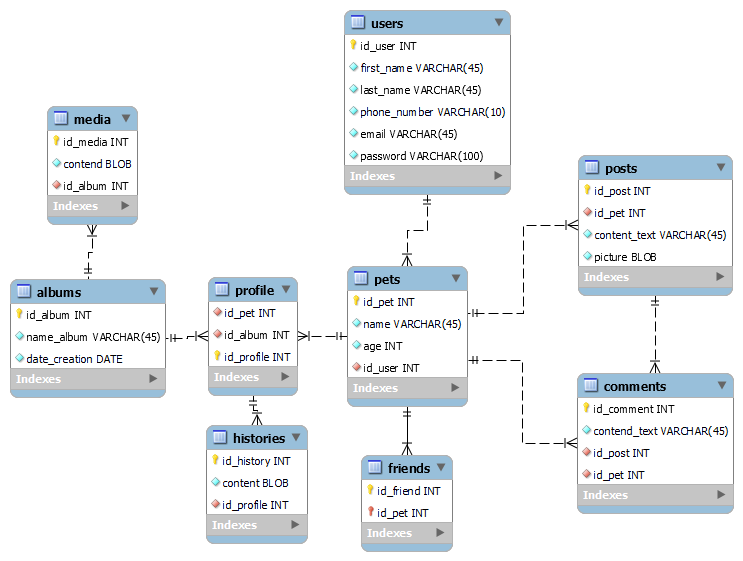 users
id_user INT
first_name VARCHAR(45)
last_name VARCHAR(45)
phone_number VARCHAR(10)
email VARCHAR(45)
password VARCHAR(100)
Indexes
media
id_media INT
contend BLOB
id_album INT
Indexes
posts
id_post INT
id_pet INT
content_text VARCHAR(45)
picture BLOB
Indexes
albums
id_album INT
name_album VARCHAR(45)
date_creation DATE
Indexes
profile
id_pet INT
id_album INT
id_profile INT
Indexes
pets
id_pet INT
name VARCHAR(45)
age INT
id_user INT
Indexes
comments
id_comment INT
contend_text VARCHAR(45)
id_post INT
id_pet INT
Indexes
histories
id_history INT
content BLOB
id_profile INT
Indexes
friends
id_friend INT
id_pet INT
Indexes